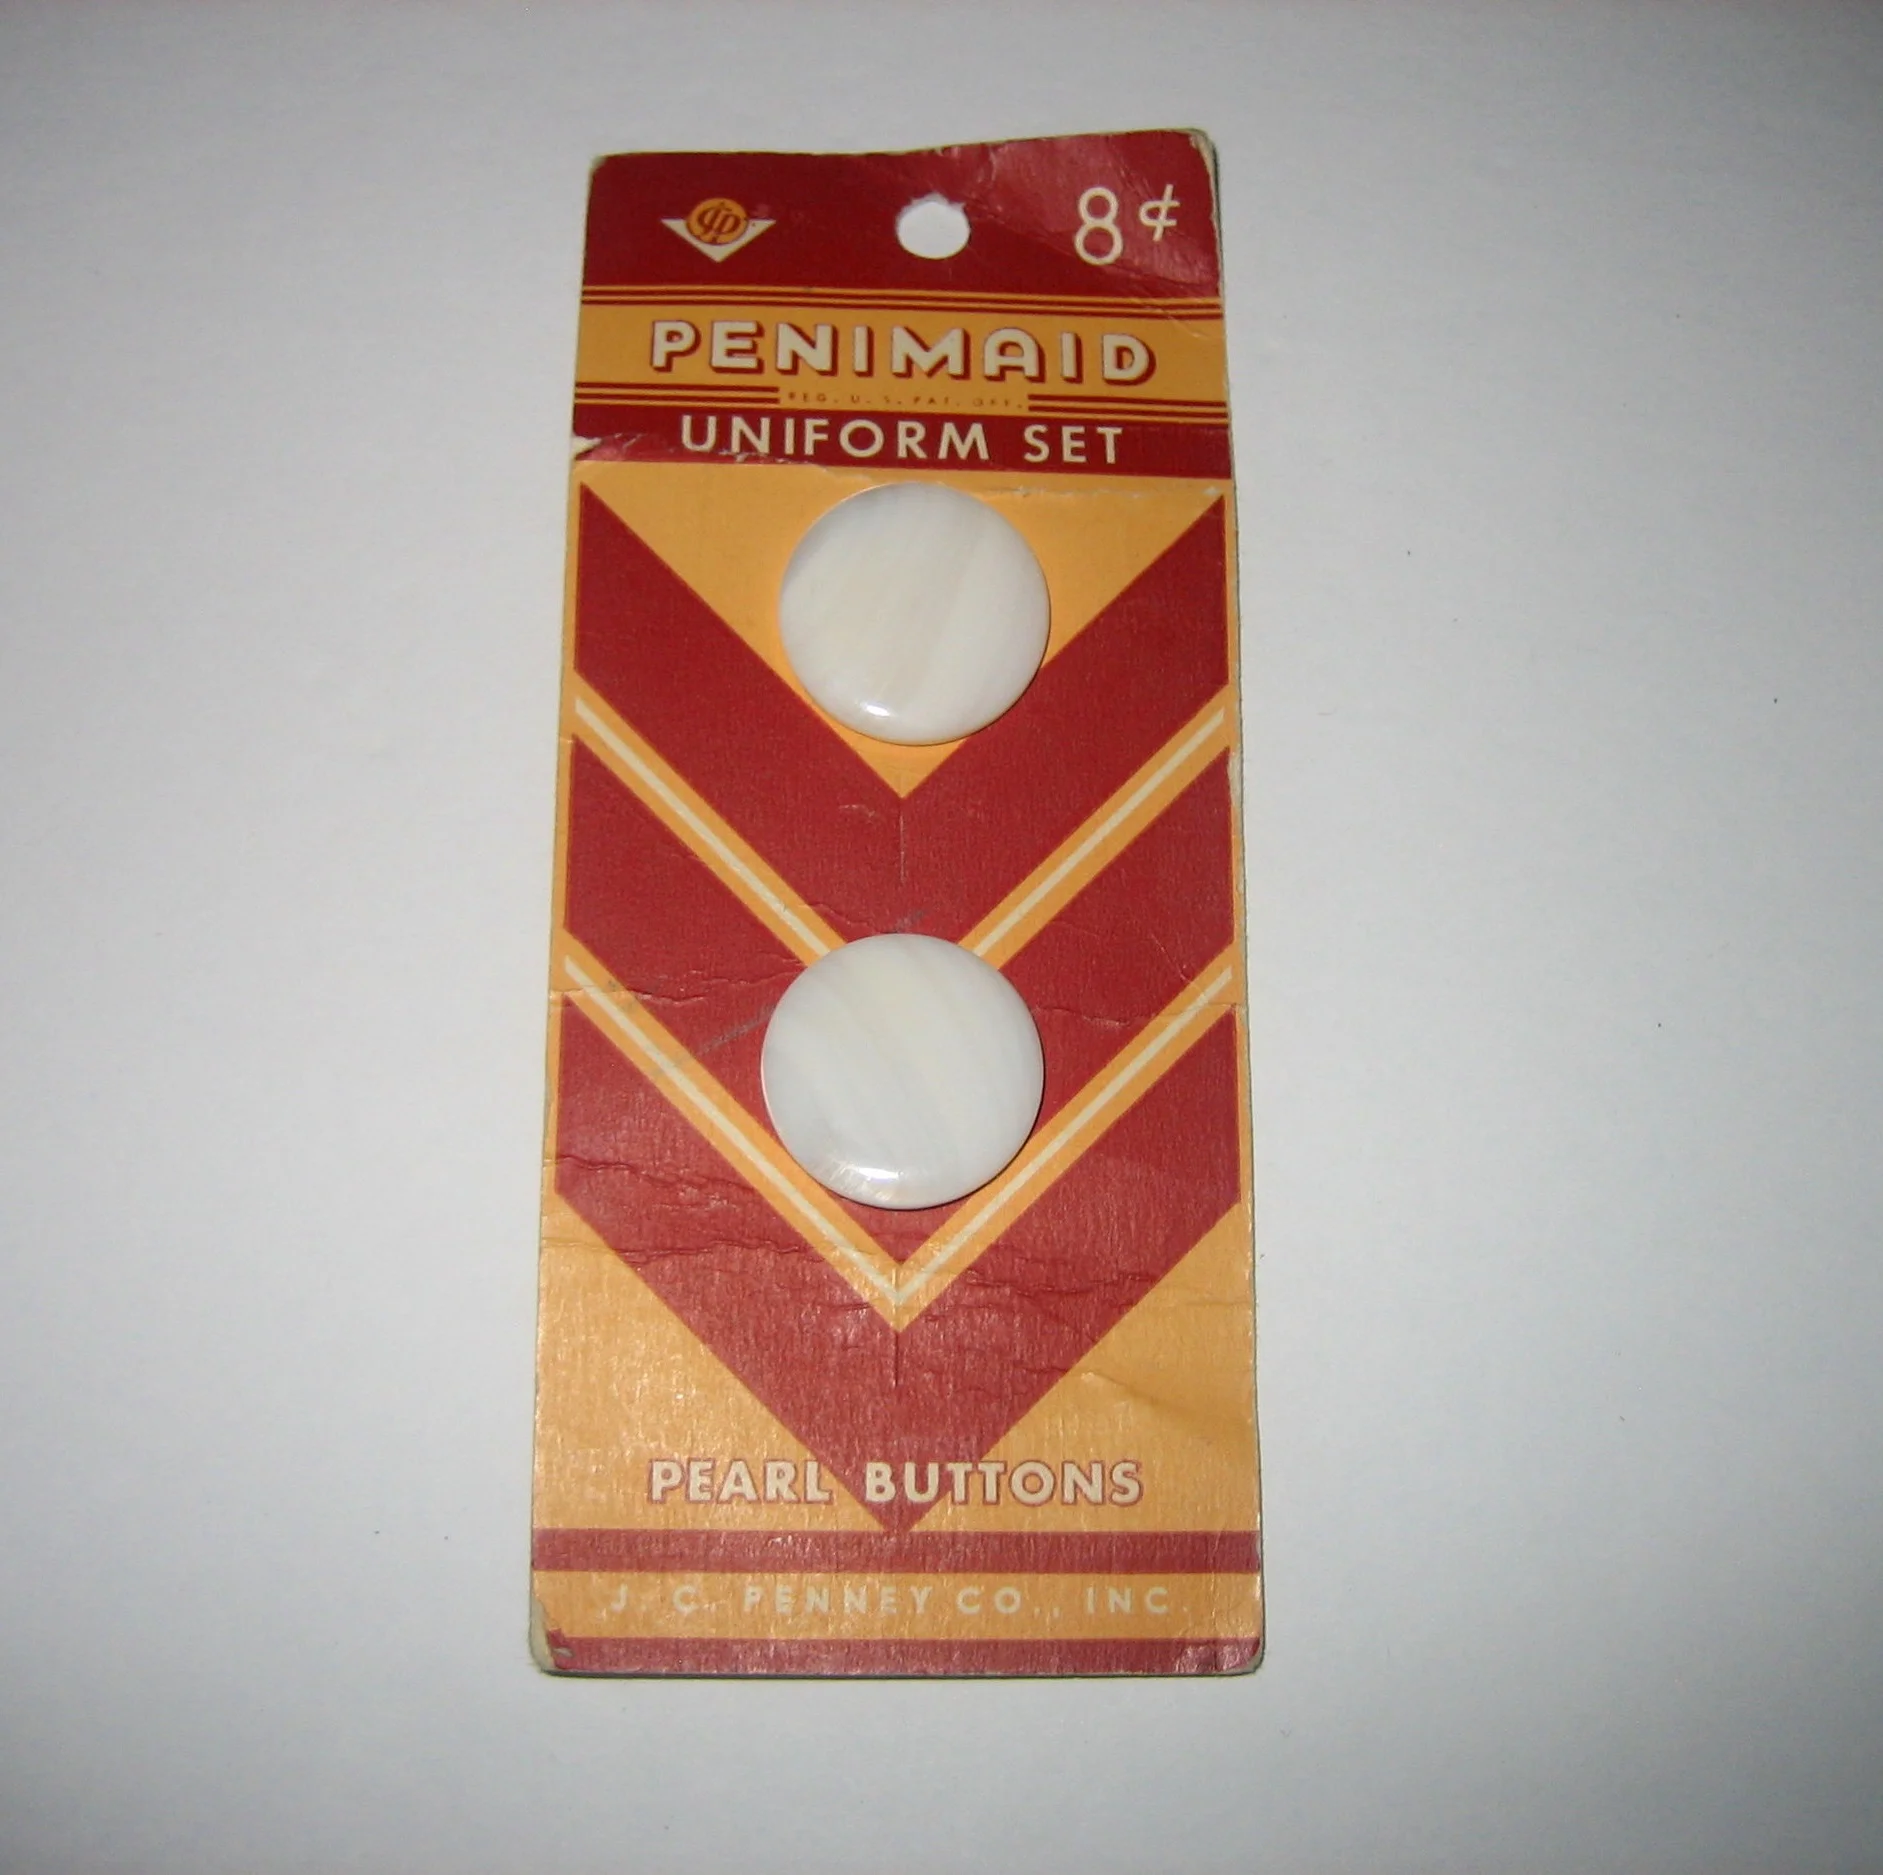 8¢
PENIMAID
REG. U. S. PAT. OFF.
UNIFORM SET
PEARL BUTTONS
J. C. PENNEY CO., INC.